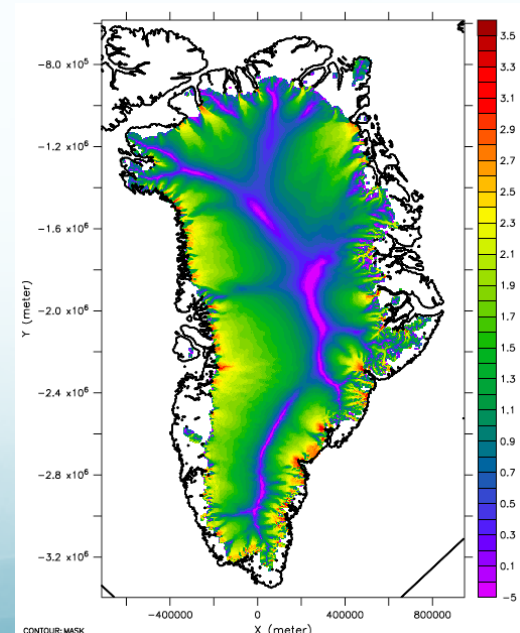 -8.0 x10⁵
-1.2 x10⁶
-1.6 x10⁶
-2.0 x10⁶
-2.4 x10⁶
-2.8 x10⁶
-3.2 x10⁶
Y (meter)
-400000 0 400000 800000
X (meter)
CONTOUR: MASK
3.5
3.3
3.1
2.9
2.7
2.5
2.3
2.1
1.9
1.7
1.5
1.3
1.1
0.9
0.7
0.5
0.3
0.1
-5